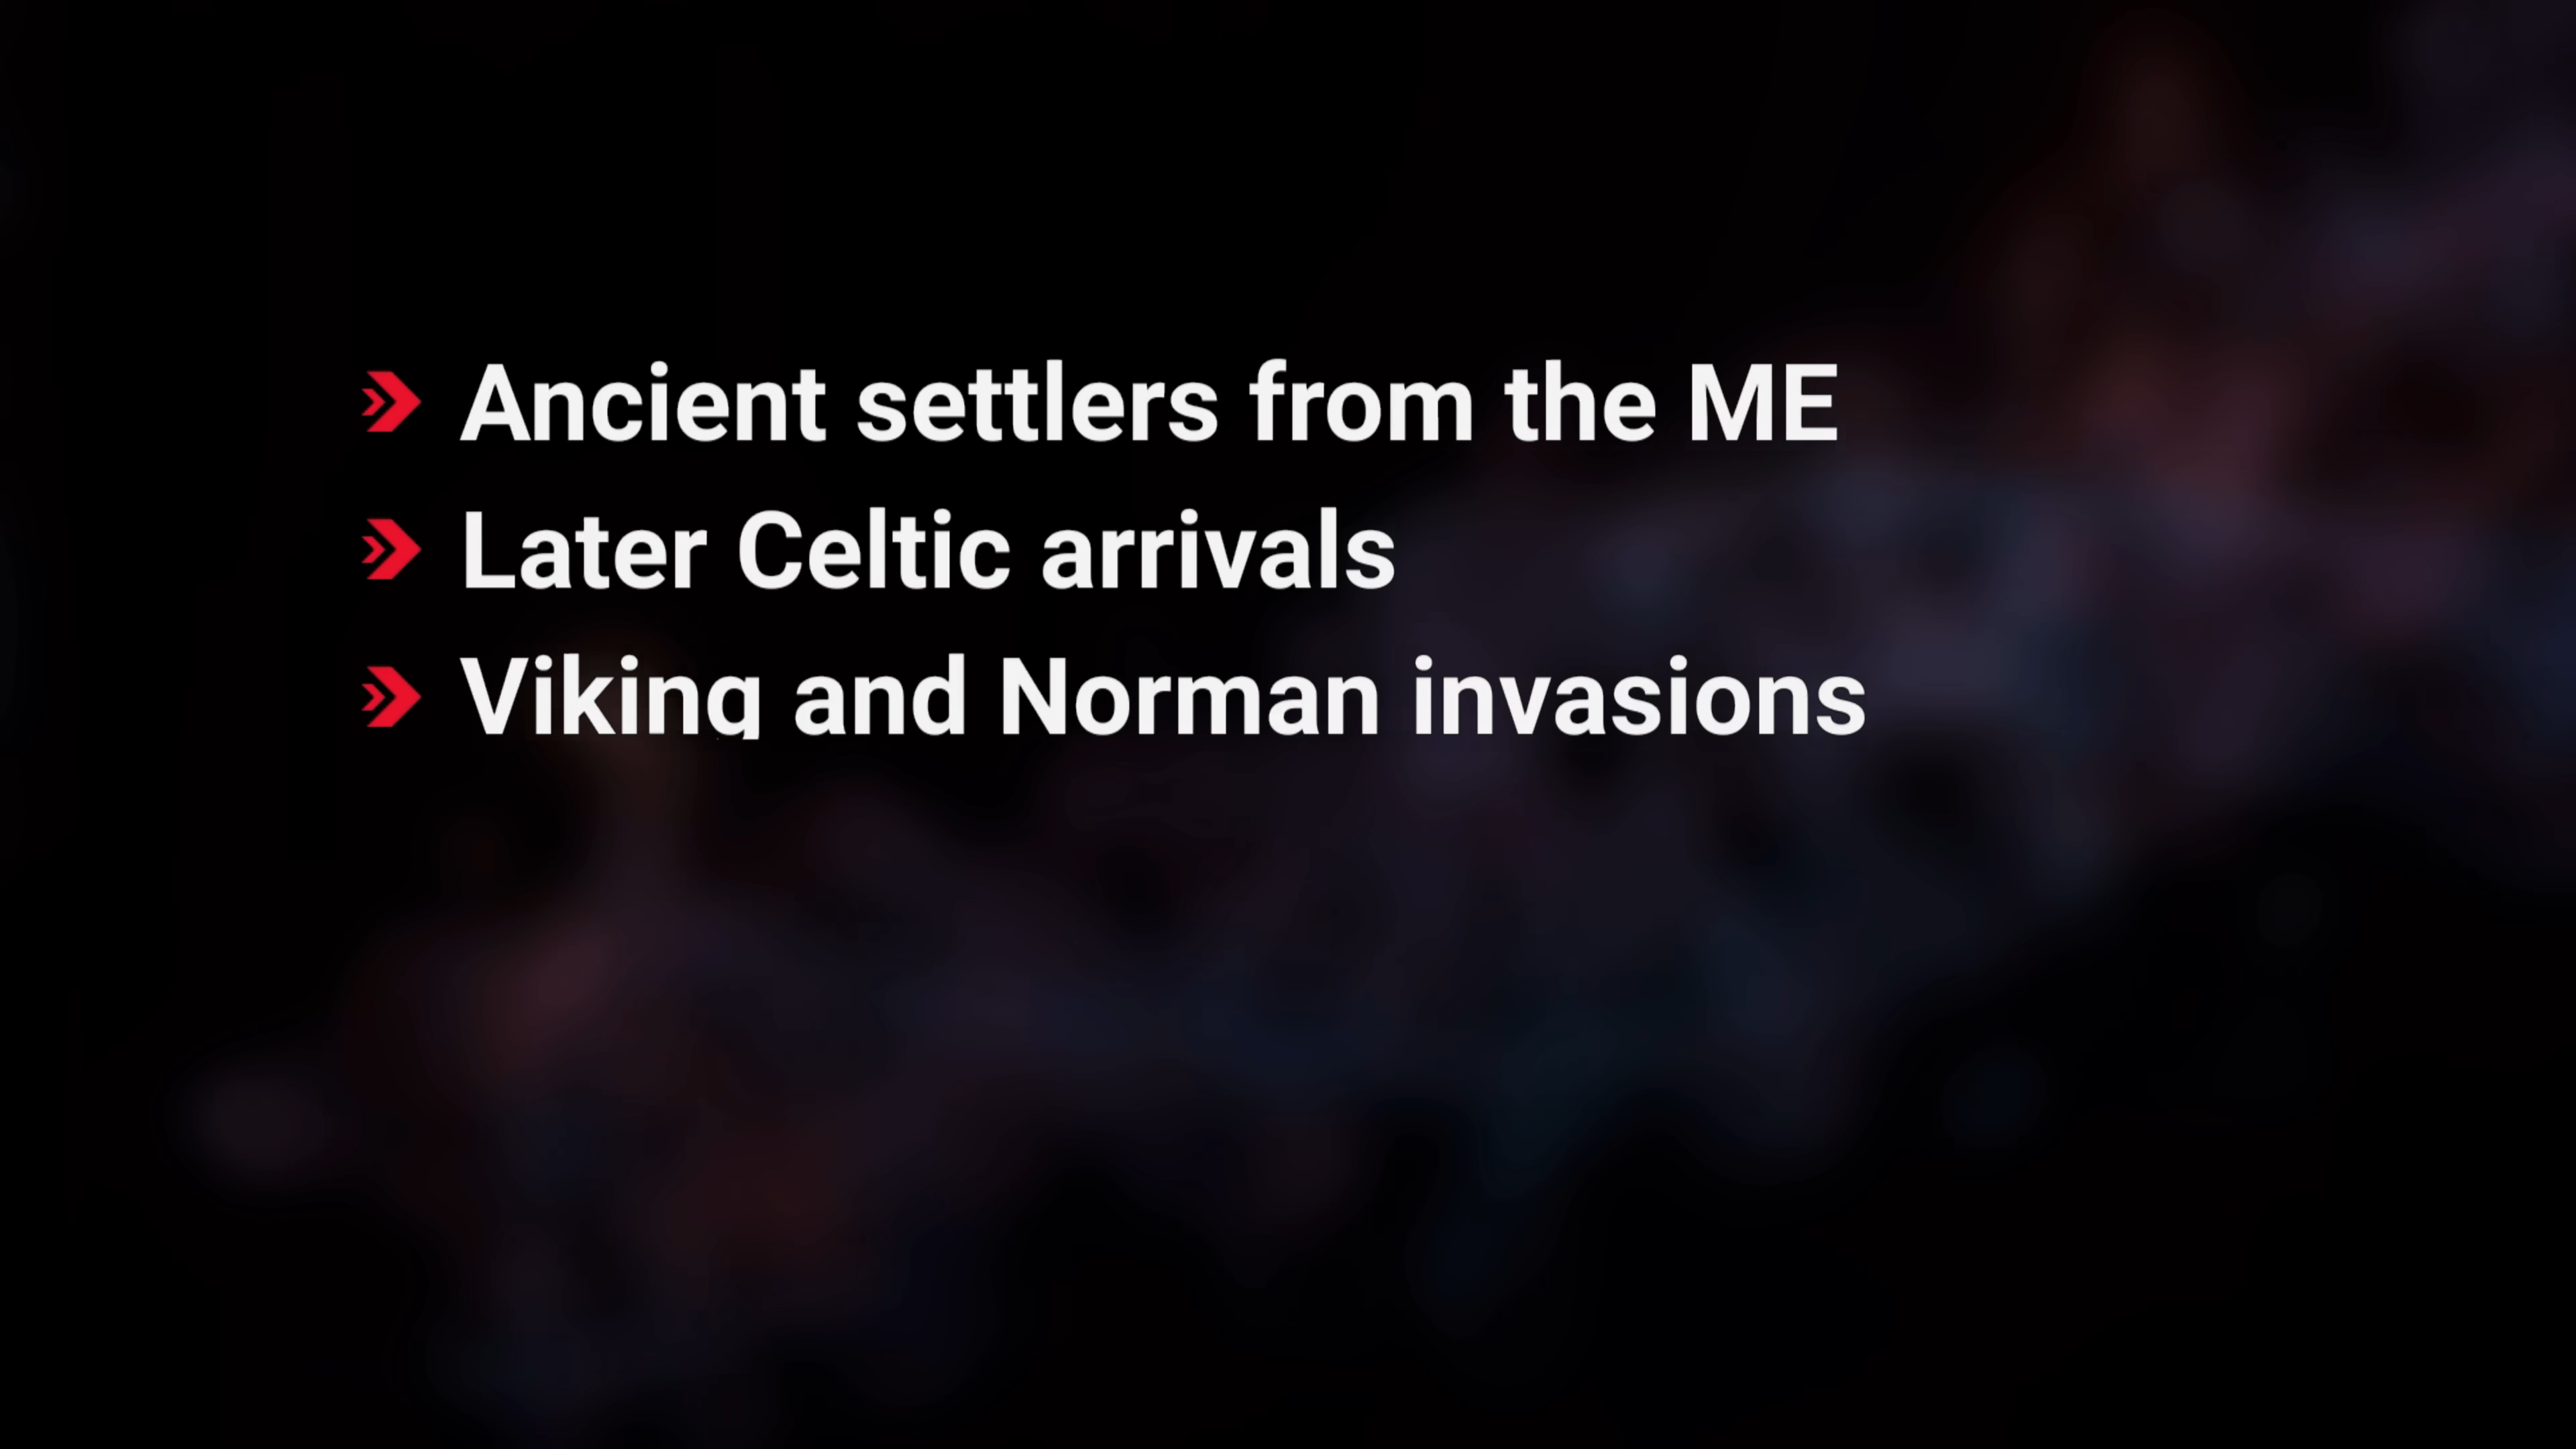 Ancient settlers from the ME
Later Celtic arrivals
Viking and Norman invasions